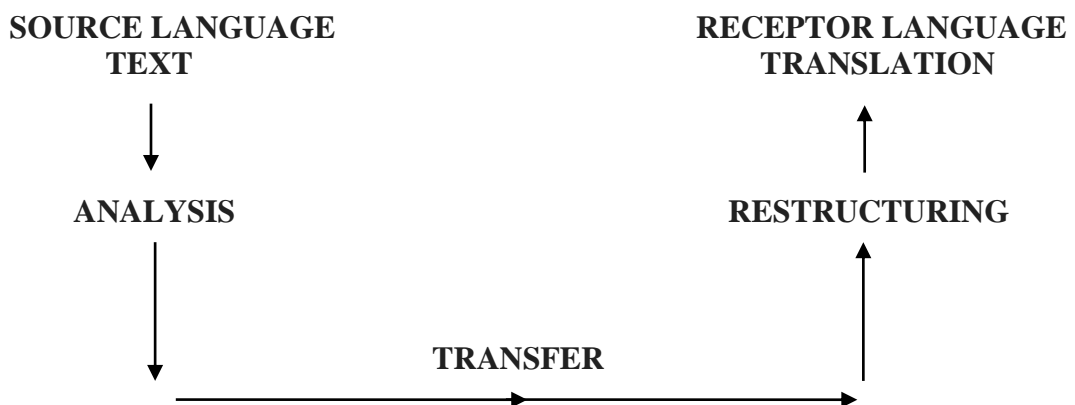 SOURCE LANGUAGE
TEXT
RECEPTOR LANGUAGE
TRANSLATION
ANALYSIS
RESTRUCTURING
TRANSFER